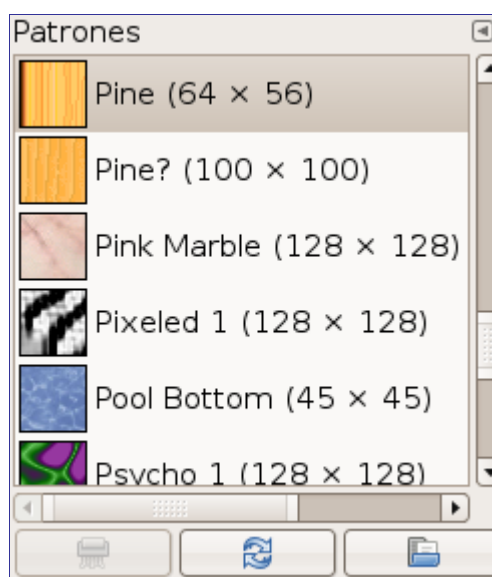 Patrones
Pine (64 × 56)
Pine? (100 × 100)
Pink Marble (128 × 128)
Pixeled 1 (128 × 128)
Pool Bottom (45 × 45)
Psycho 1 (128 × 128)